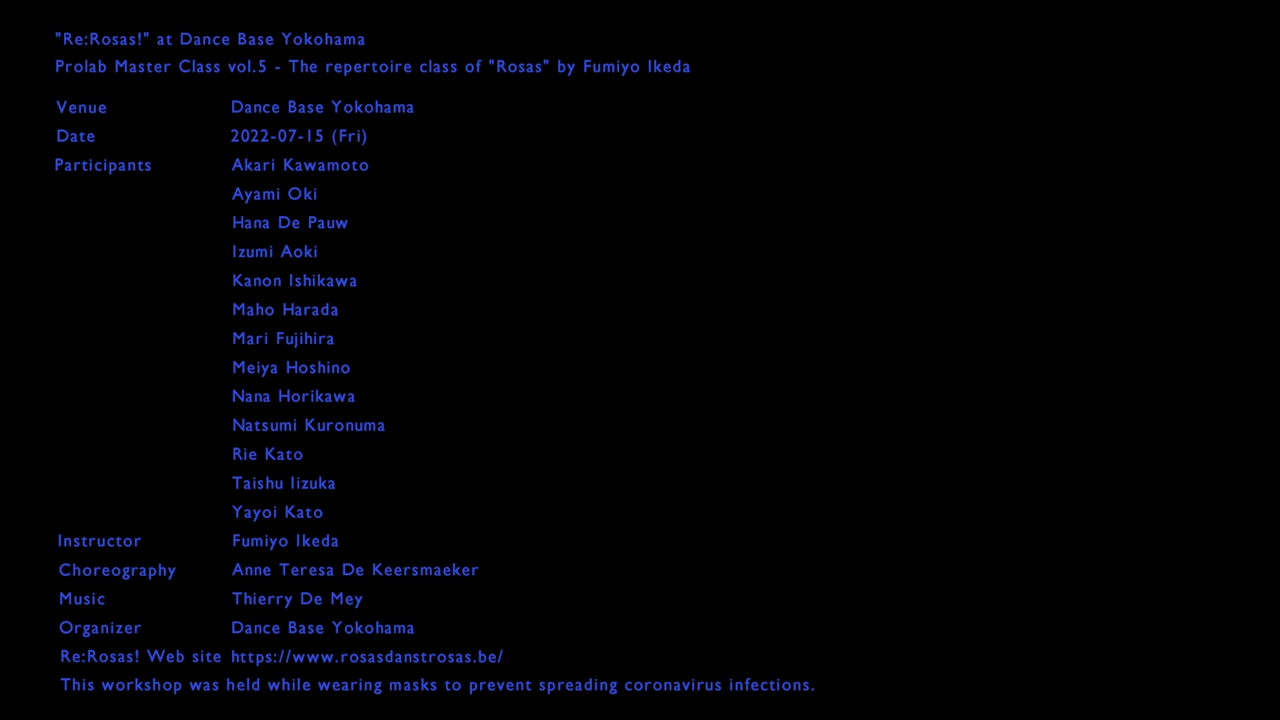 "Re:Rosas!" at Dance Base Yokohama
Prolab Master Class vol.5 - The repertoire class of "Rosas" by Fumiyo Ikeda
Venue Dance Base Yokohama
Date 2022-07-15 (Fri)
Participants Akari Kawamoto
Ayami Oki
Hana De Pauw
Izumi Aoki
Kanon Ishikawa
Maho Harada
Mari Fujihira
Meiya Hoshino
Nana Horikawa
Natsumi Kuronuma
Rie Kato
Taishu Iizuka
Yayoi Kato
Instructor Fumiyo Ikeda
Choreography Anne Teresa De Keersmaeker
Music Thierry De Mey
Organizer Dance Base Yokohama
Re:Rosas! Web site https://www.rosasdanstrosas.be/
This workshop was held while wearing masks to prevent spreading coronavirus infections.